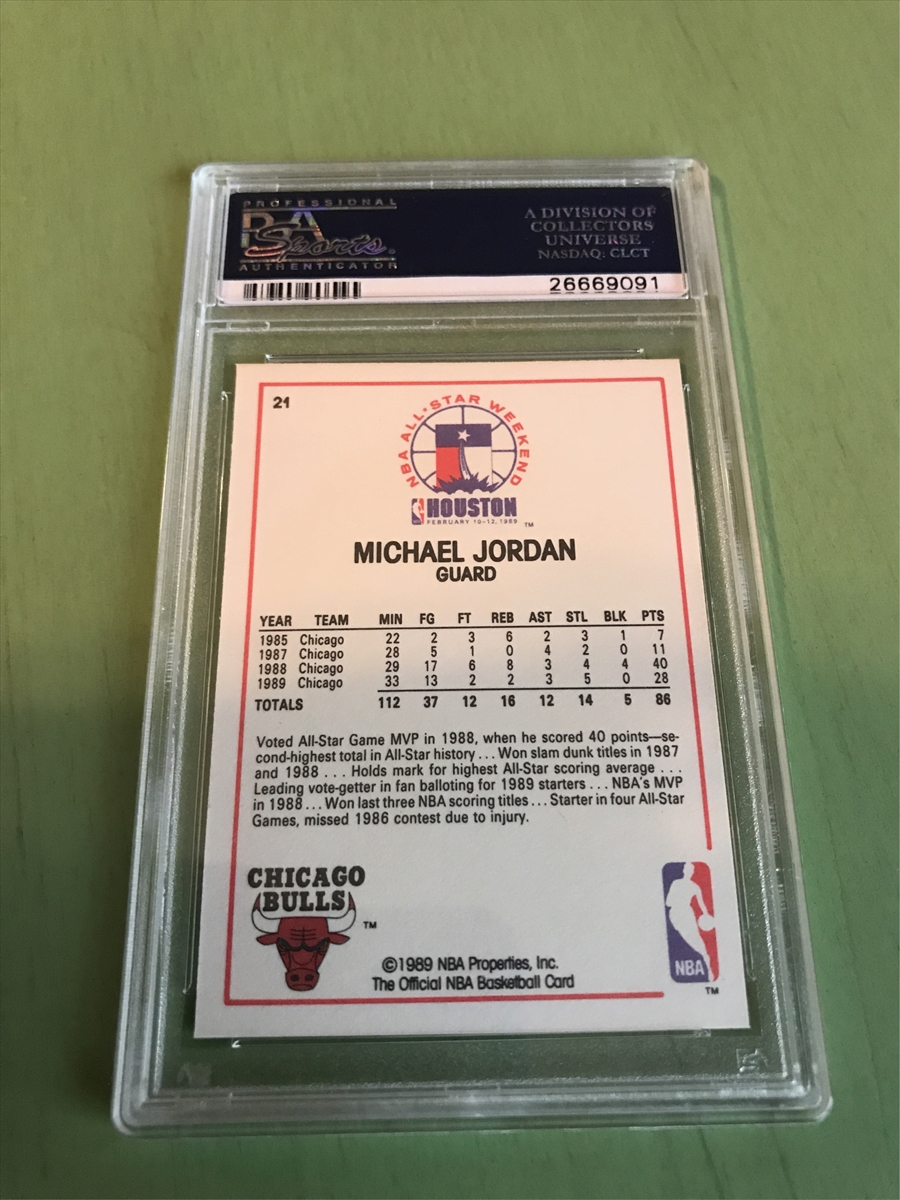 PROFESSIONAL
PSA
Sports
AUTHENTICATOR
A DIVISION OF
COLLECTORS
UNIVERSE
NASDAQ: CLCT
26669091
21
NBA ALL·STAR WEEKEND
HOUSTON
FEBRUARY 10-12, 1989 TM
MICHAEL JORDAN
GUARD
YEAR TEAM MIN FG FT REB AST STL BLK PTS
1985 Chicago 22 2 3 6 2 3 1 7
1987 Chicago 28 5 1 0 4 2 0 11
1988 Chicago 29 17 6 8 3 4 4 40
1989 Chicago 33 13 2 2 3 5 0 28
TOTALS 112 37 12 16 12 14 5 86
Voted All-Star Game MVP in 1988, when he scored 40 points—se-
cond-highest total in All-Star history . . . Won slam dunk titles in 1987
and 1988 . . . Holds mark for highest All-Star scoring average . . .
Leading vote-getter in fan balloting for 1989 starters . . . NBA's MVP
in 1988 . . . Won last three NBA scoring titles . . . Starter in four All-Star
Games, missed 1986 contest due to injury.
CHICAGO
BULLS
TM
©1989 NBA Properties, Inc.
The Official NBA Basketball Card
NBA
TM